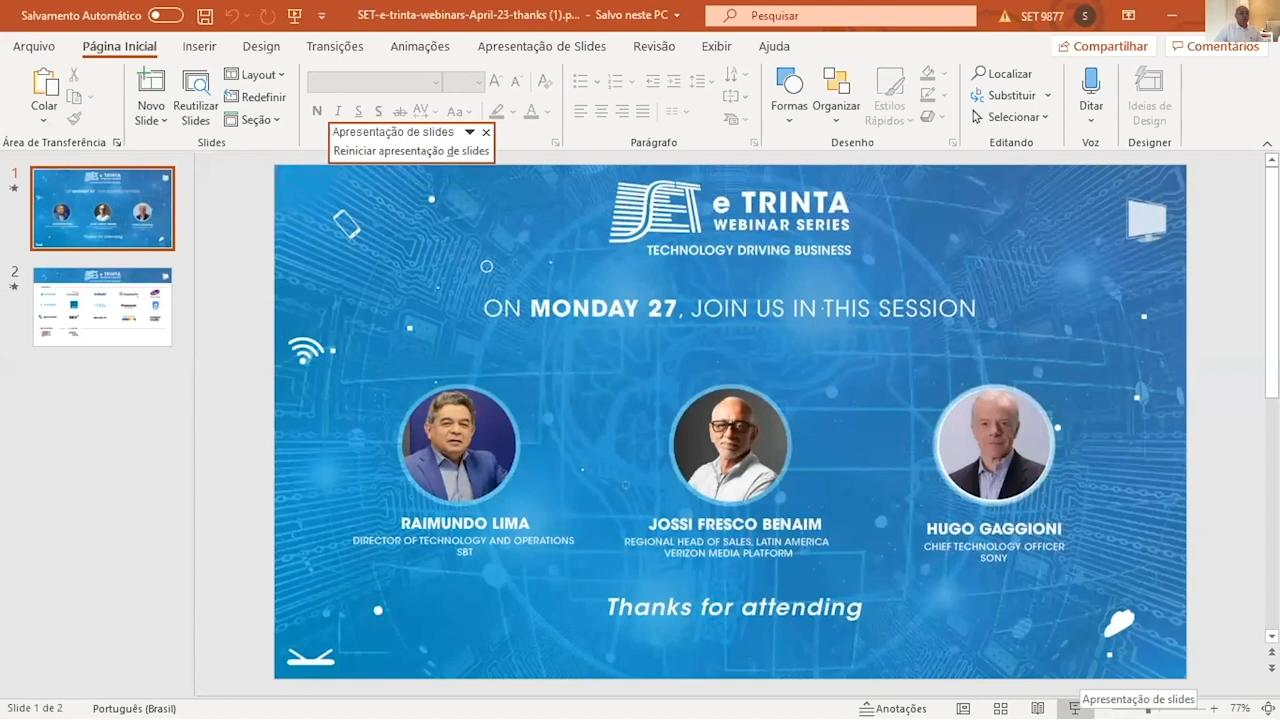 Salvamento Automático
SET-e-trinta-webinars-April-23-thanks (1).p... - Salvo neste PC
Pesquisar
SET 9877
S
Arquivo
Página Inicial
Inserir
Design
Transições
Animações
Apresentação de Slides
Revisão
Exibir
Ajuda
Compartilhar
Comentários
Colar
Novo
Slide
Reutilizar
Slides
Layout
Redefinir
Seção
N
I
S
S
ab
AV
Aa
A
A
A
Formas
Organizar
Estilos
Rápidos
Localizar
Substituir
Selecionar
Ditar
Ideias de
Design
Área de Transferência
Slides
Parágrafo
Desenho
Editando
Voz
Designer
Apresentação de slides
Reiniciar apresentação de slides
1
2
SET e TRINTA
WEBINAR SERIES
TECHNOLOGY DRIVING BUSINESS
ON MONDAY 27, JOIN US IN THIS SESSION
RAIMUNDO LIMA
DIRECTOR OF TECHNOLOGY AND OPERATIONS
SBT
JOSSI FRESCO BENAIM
REGIONAL HEAD OF SALES, LATIN AMERICA
VERIZON MEDIA PLATFORM
HUGO GAGGIONI
CHIEF TECHNOLOGY OFFICER
SONY
Thanks for attending
Apresentação de slides
Slide 1 de 2
Português (Brasil)
Anotações
77%